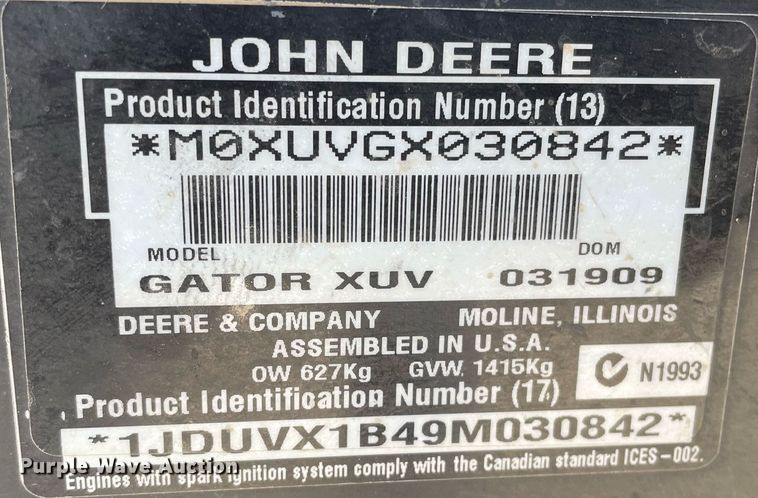 JOHN DEERE
Product Identification Number (13)
*M0XUVGX030842*
MODEL DOM
GATOR XUV 031909
DEERE & COMPANY MOLINE, ILLINOIS
ASSEMBLED IN U.S.A.
OW 627Kg GVW. 1415Kg
N1993
Product Identification Number (17)
*1JDUVX1B49M030842*
Purple Wave Auction
Engines with spark ignition system comply with the Canadian standard ICES-002.